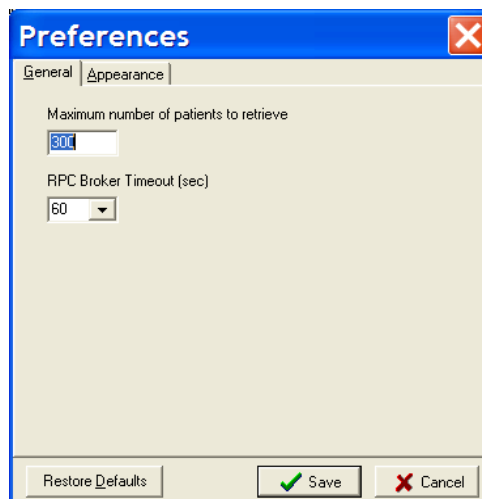 Preferences
General Appearance
Maximum number of patients to retrieve
300
RPC Broker Timeout (sec)
60
Restore Defaults Save Cancel